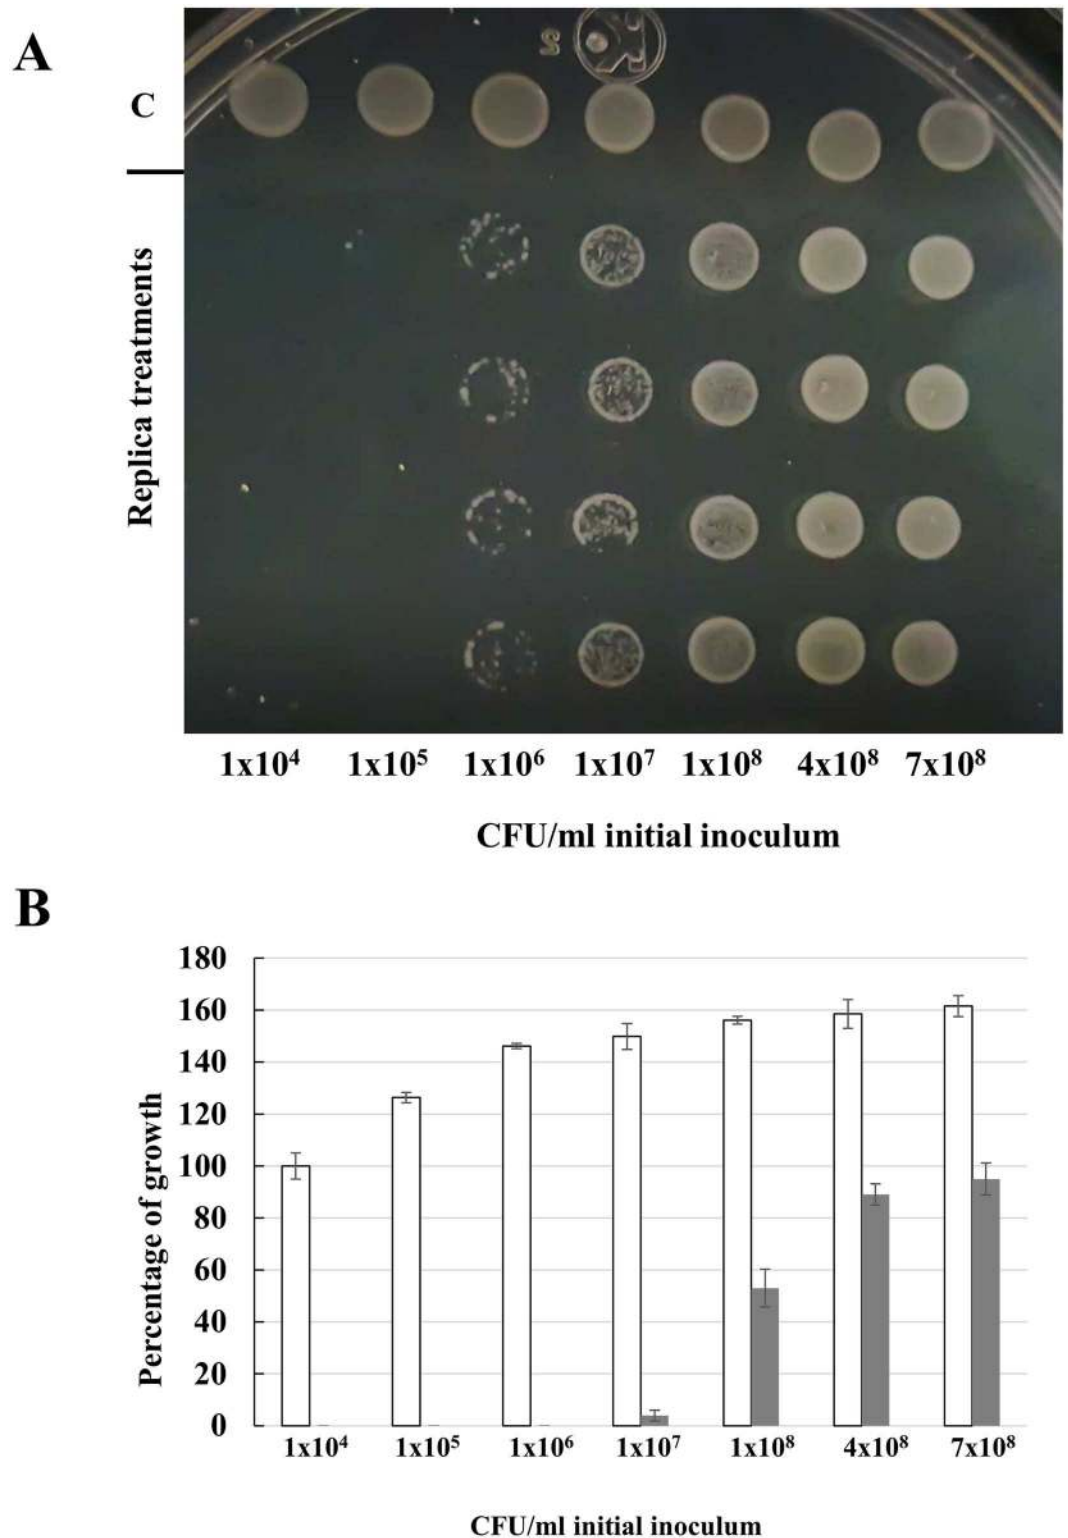 A
C
Replica treatments
1x10⁴ 1x10⁵ 1x10⁶ 1x10⁷ 1x10⁸ 4x10⁸ 7x10⁸
CFU/ml initial inoculum
B
180
160
140
120
100
80
60
40
20
0
Percentage of growth
1x10⁴ 1x10⁵ 1x10⁶ 1x10⁷ 1x10⁸ 4x10⁸ 7x10⁸
CFU/ml initial inoculum